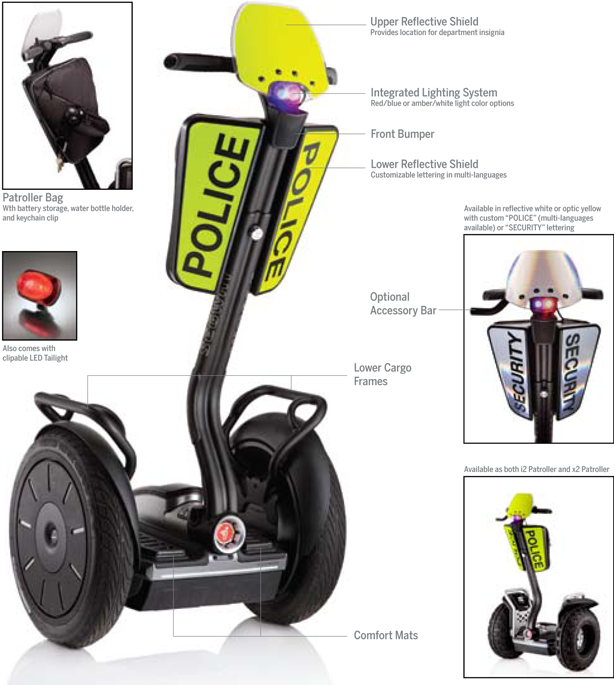 Upper Reflective Shield
Provides location for department insignia
Integrated Lighting System
Red/blue or amber/white light color options
Front Bumper
Lower Reflective Shield
Customizable lettering in multi-languages
POLICE
POLICE
Patroller Bag
Wth battery storage, water bottle holder,
and keychain clip
Available in reflective white or optic yellow
with custom "POLICE" (multi-languages
available) or "SECURITY" lettering
Optional
Accessory Bar
SECURITY
SECURITY
Also comes with
clipable LED Tailight
Lower Cargo
Frames
Available as both i2 Patroller and x2 Patroller
POLICE
Comfort Mats